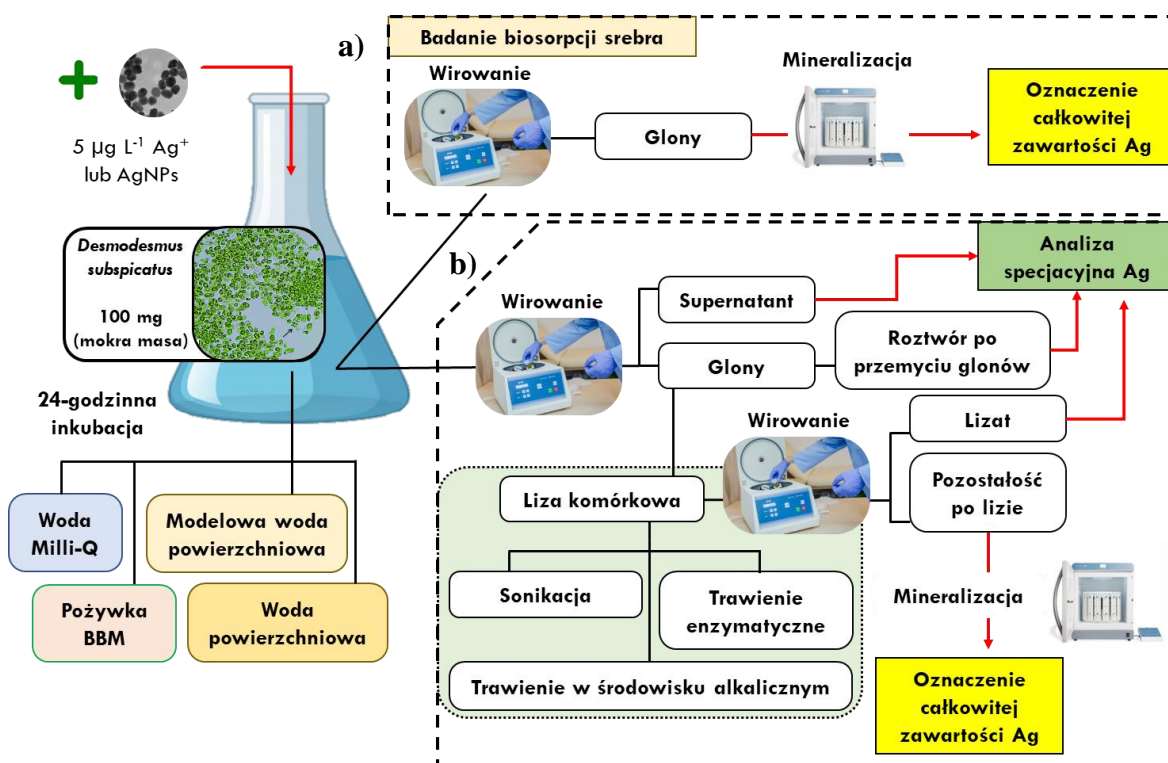 a)
Badanie biosorpcji srebra
Wirowanie
Mineralizacja
Glony
Oznaczenie
całkowitej
zawartości Ag
5 µg L⁻¹ Ag⁺
lub AgNPs
Desmodesmus
subspicatus
100 mg
(mokra masa)
24-godzinna
inkubacja
Woda
Milli-Q
Modelowa woda
powierzchniowa
Pożywka
BBM
Woda
powierzchniowa
b)
Wirowanie
Supernatant
Analiza
specjacyjna Ag
Glony
Roztwór po
przemyciu glonów
Wirowanie
Lizat
Liza komórkowa
Pozostałość
po lizie
Sonikacja
Trawienie
enzymatyczne
Trawienie w środowisku alkalicznym
Mineralizacja
Oznaczenie
całkowitej
zawartości Ag